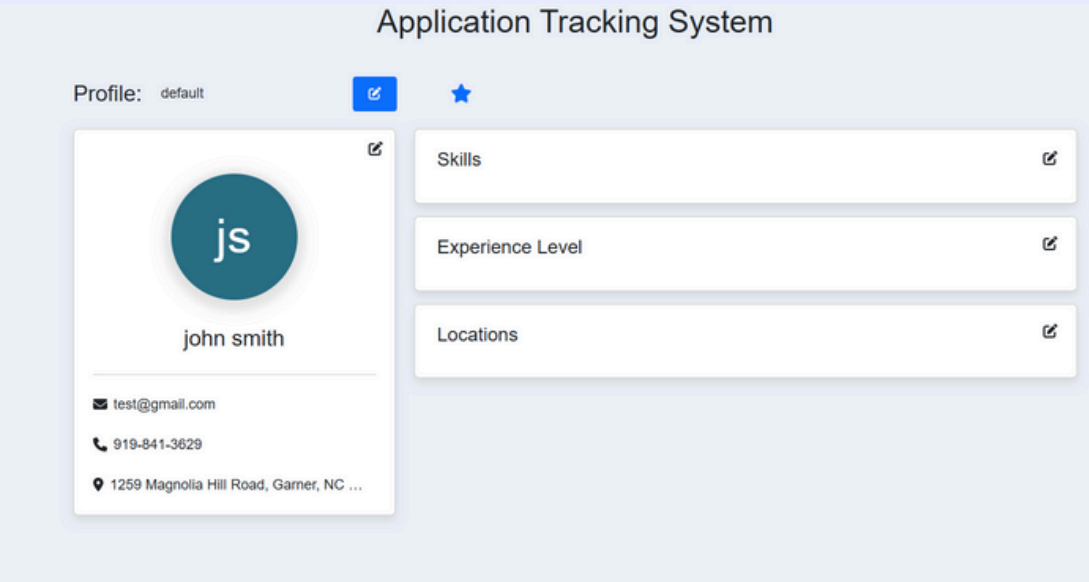 Application Tracking System
Profile: default
js
john smith
test@gmail.com
919-841-3629
1259 Magnolia Hill Road, Garner, NC ...
Skills
Experience Level
Locations